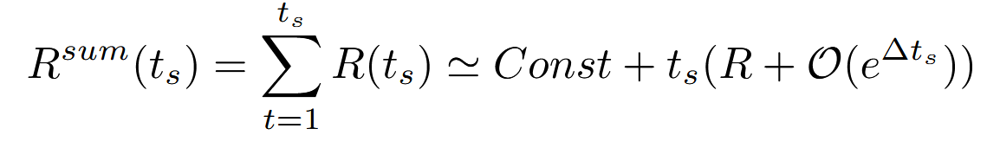 R^{sum}(t_s) = \sum_{t=1}^{t_s} R(t_s) \simeq Const + t_s(R + \mathcal{O}(e^{\Delta t_s}))